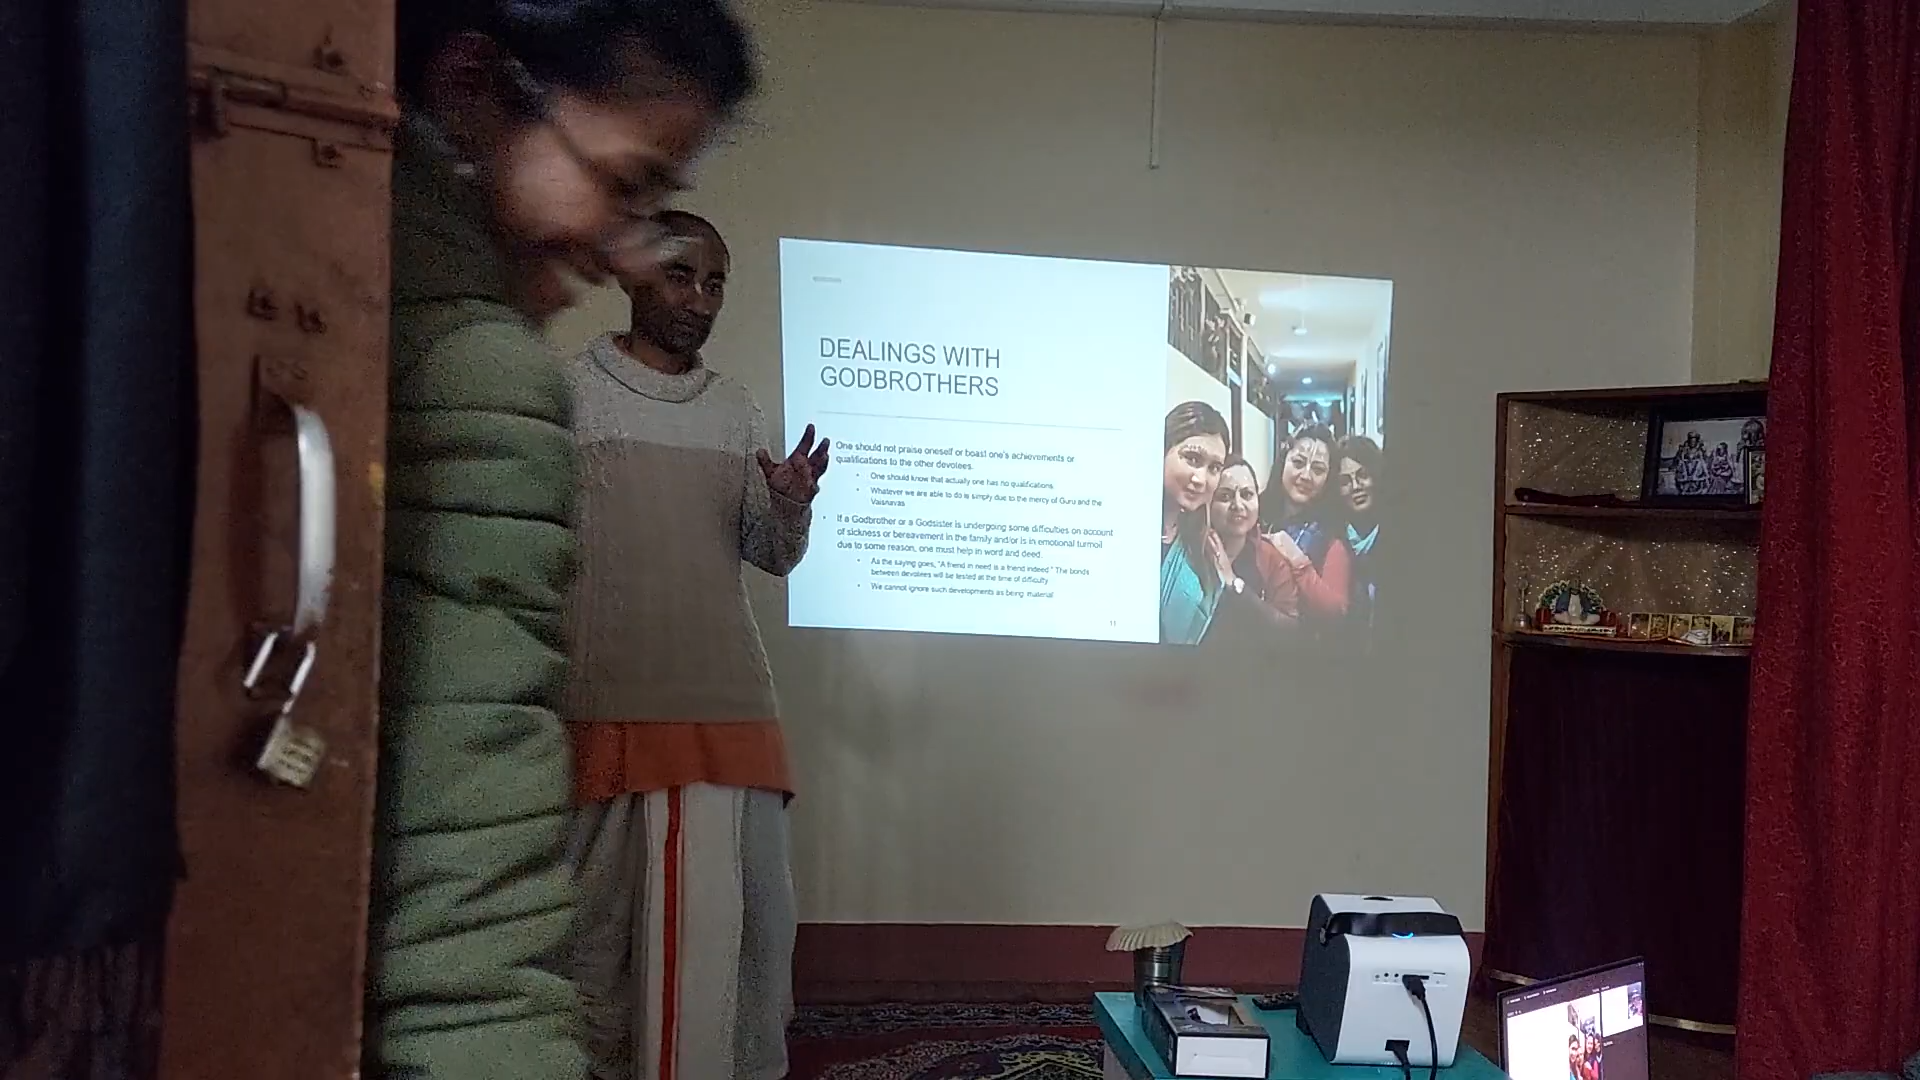 DEALINGS WITH
GODBROTHERS
One should not praise oneself or boast one's achievements or
qualifications to the other devotees.
• One should know that actually one has no qualifications.
• Whatever we are able to do is simply due to the mercy of Guru and the
Vaisnavas
• If a Godbrother or a Godsister is undergoing some difficulties on account
of sickness or bereavement in the family and/or is in emotional turmoil
due to some reason, one must help in word and deed.
• As the saying goes, "A friend in need is a friend indeed." The bonds
between devotees will be tested at the time of difficulty
• We cannot ignore such developments as being material
11